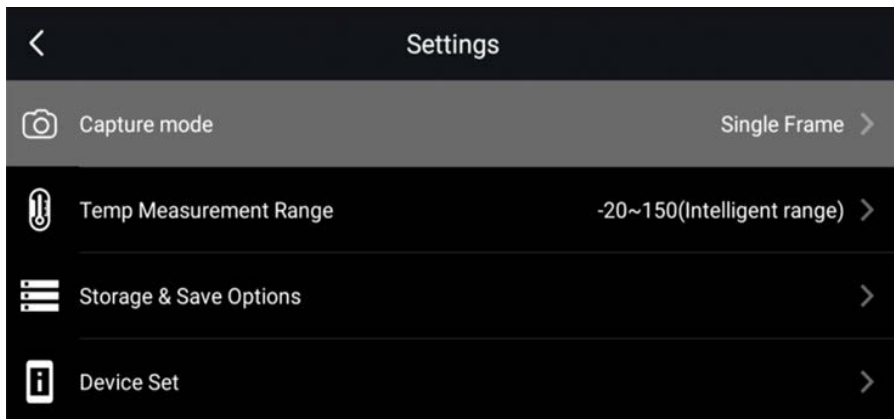 Settings
Capture mode Single Frame
Temp Measurement Range -20~150(Intelligent range)
Storage & Save Options
Device Set